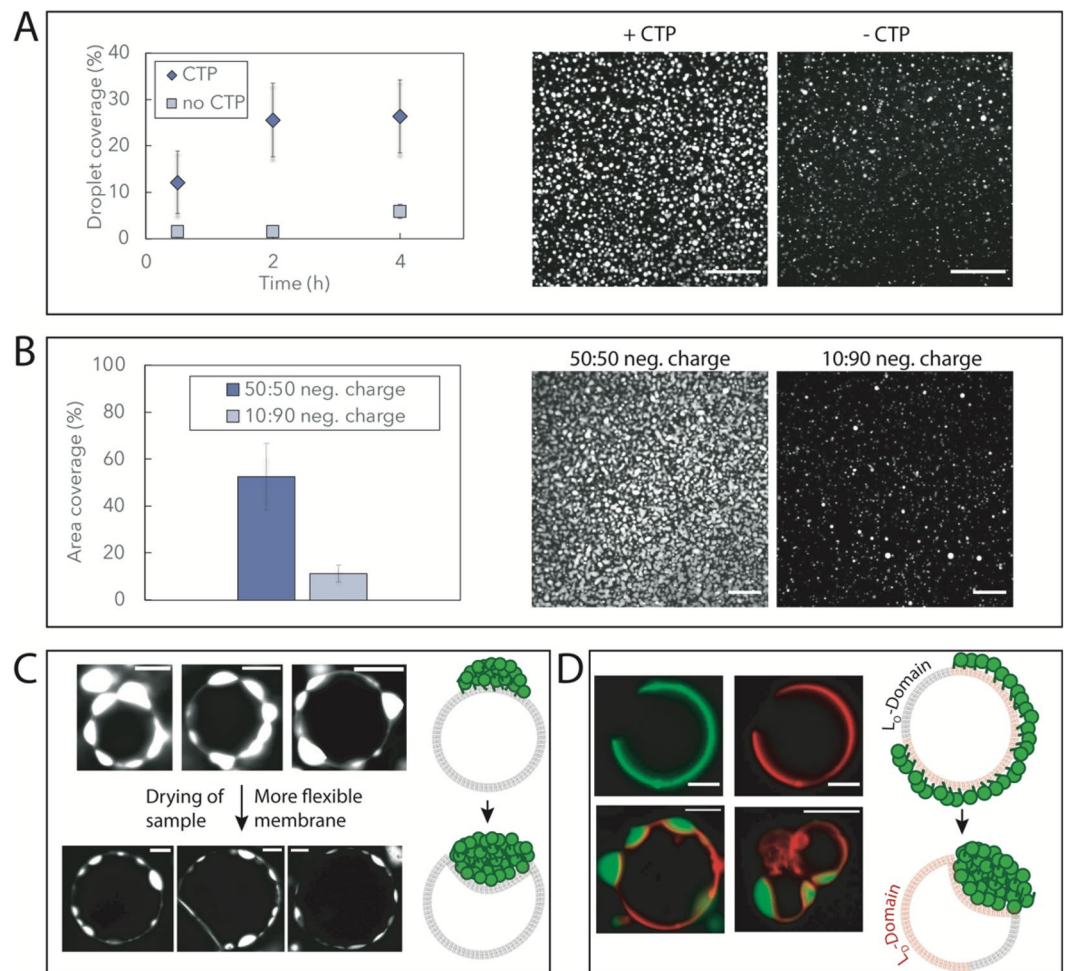 A
+ CTP
- CTP
Droplet coverage (%)
40
30
20
10
0
CTP
no CTP
0
2
4
Time (h)
B
50:50 neg. charge
10:90 neg. charge
Area coverage (%)
100
80
60
40
20
0
50:50 neg. charge
10:90 neg. charge
C
Drying of
sample
More flexible
membrane
D
Lo-Domain
LD-Domain